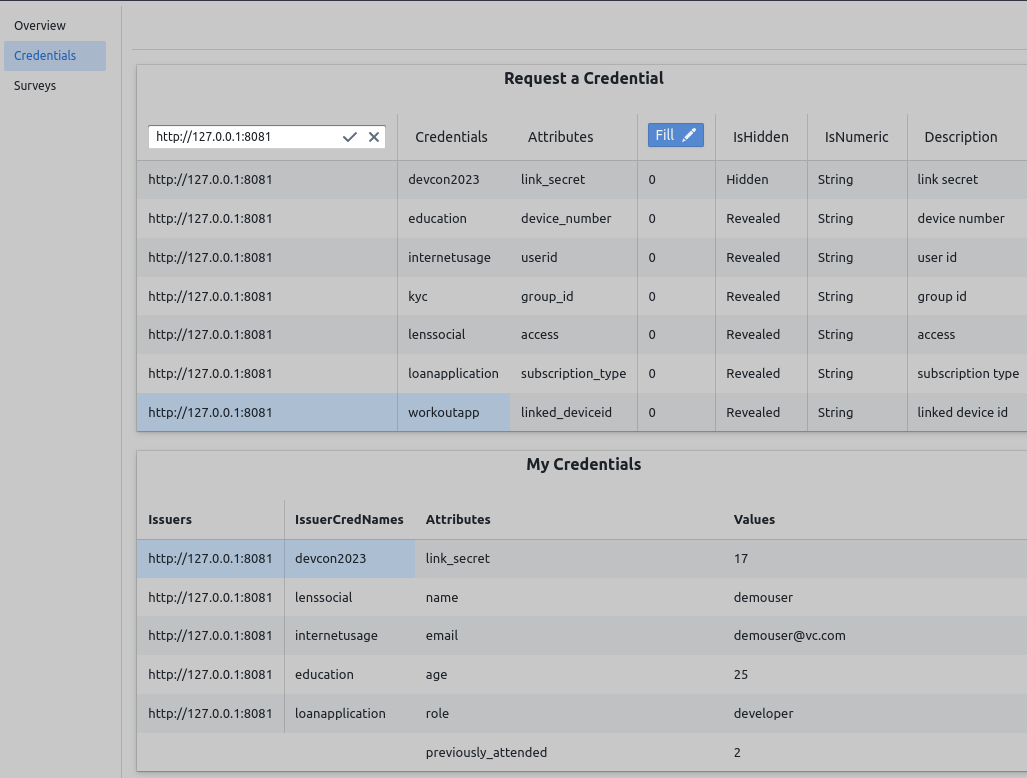 Overview
Credentials
Surveys
Request a Credential
http://127.0.0.1:8081 Credentials Attributes Fill IsHidden IsNumeric Description
http://127.0.0.1:8081 devcon2023 link_secret 0 Hidden String link secret
http://127.0.0.1:8081 education device_number 0 Revealed String device number
http://127.0.0.1:8081 internetusage userid 0 Revealed String user id
http://127.0.0.1:8081 kyc group_id 0 Revealed String group id
http://127.0.0.1:8081 lenssocial access 0 Revealed String access
http://127.0.0.1:8081 loanapplication subscription_type 0 Revealed String subscription type
http://127.0.0.1:8081 workoutapp linked_deviceid 0 Revealed String linked device id
My Credentials
Issuers IssuerCredNames Attributes Values
http://127.0.0.1:8081 devcon2023 link_secret 17
http://127.0.0.1:8081 lenssocial name demouser
http://127.0.0.1:8081 internetusage email demouser@vc.com
http://127.0.0.1:8081 education age 25
http://127.0.0.1:8081 loanapplication role developer
previously_attended 2